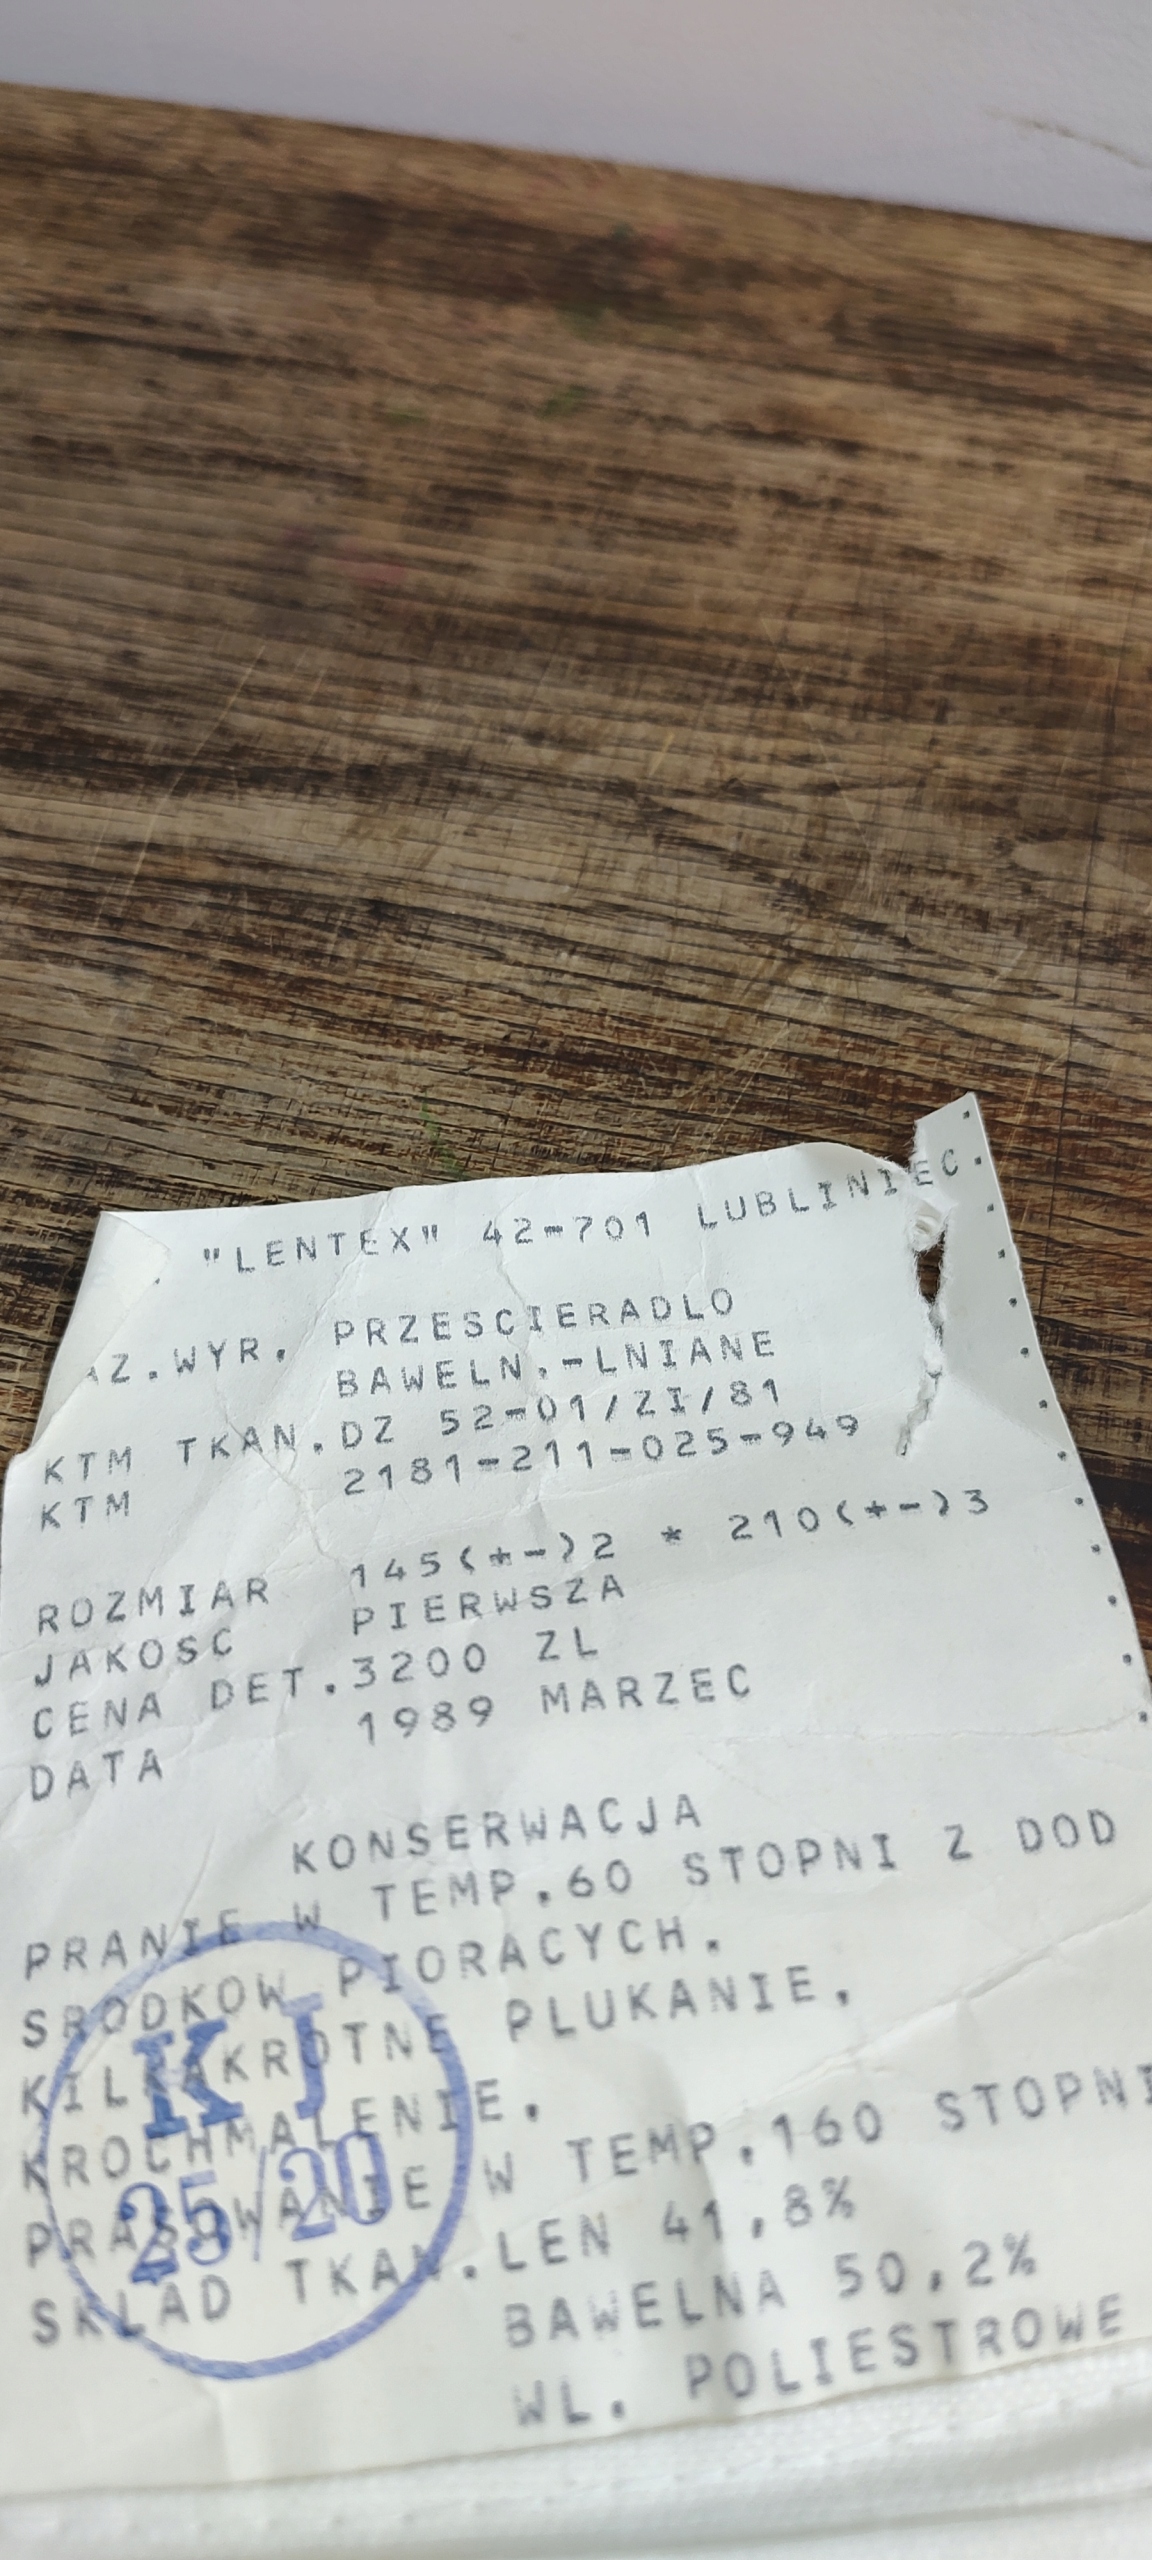 "LENTEX" 42-701 LUBLINIEC
AZ.WYR. PRZESCIERADLO
BAWELN.-LNIANE
KTM TKAN.DZ 52-01/ZI/81
KTM 2181-211-025-949
ROZMIAR 145(+-)2 * 210(+-)3
JAKOSC PIERWSZA
CENA DET.3200 ZL
DATA 1989 MARZEC
KONSERWACJA
PRANIE W TEMP.60 STOPNI Z DOD
SRODKOW PIORACYCH.
KILKAKROTNE PLUKANIE.
KROCHMALENIE.
PRASOWANIE W TEMP.160 STOPNI
SKLAD TKAN.LEN 41,8%
BAWELNA 50,2%
WL. POLIESTROWE
KJ
25/20